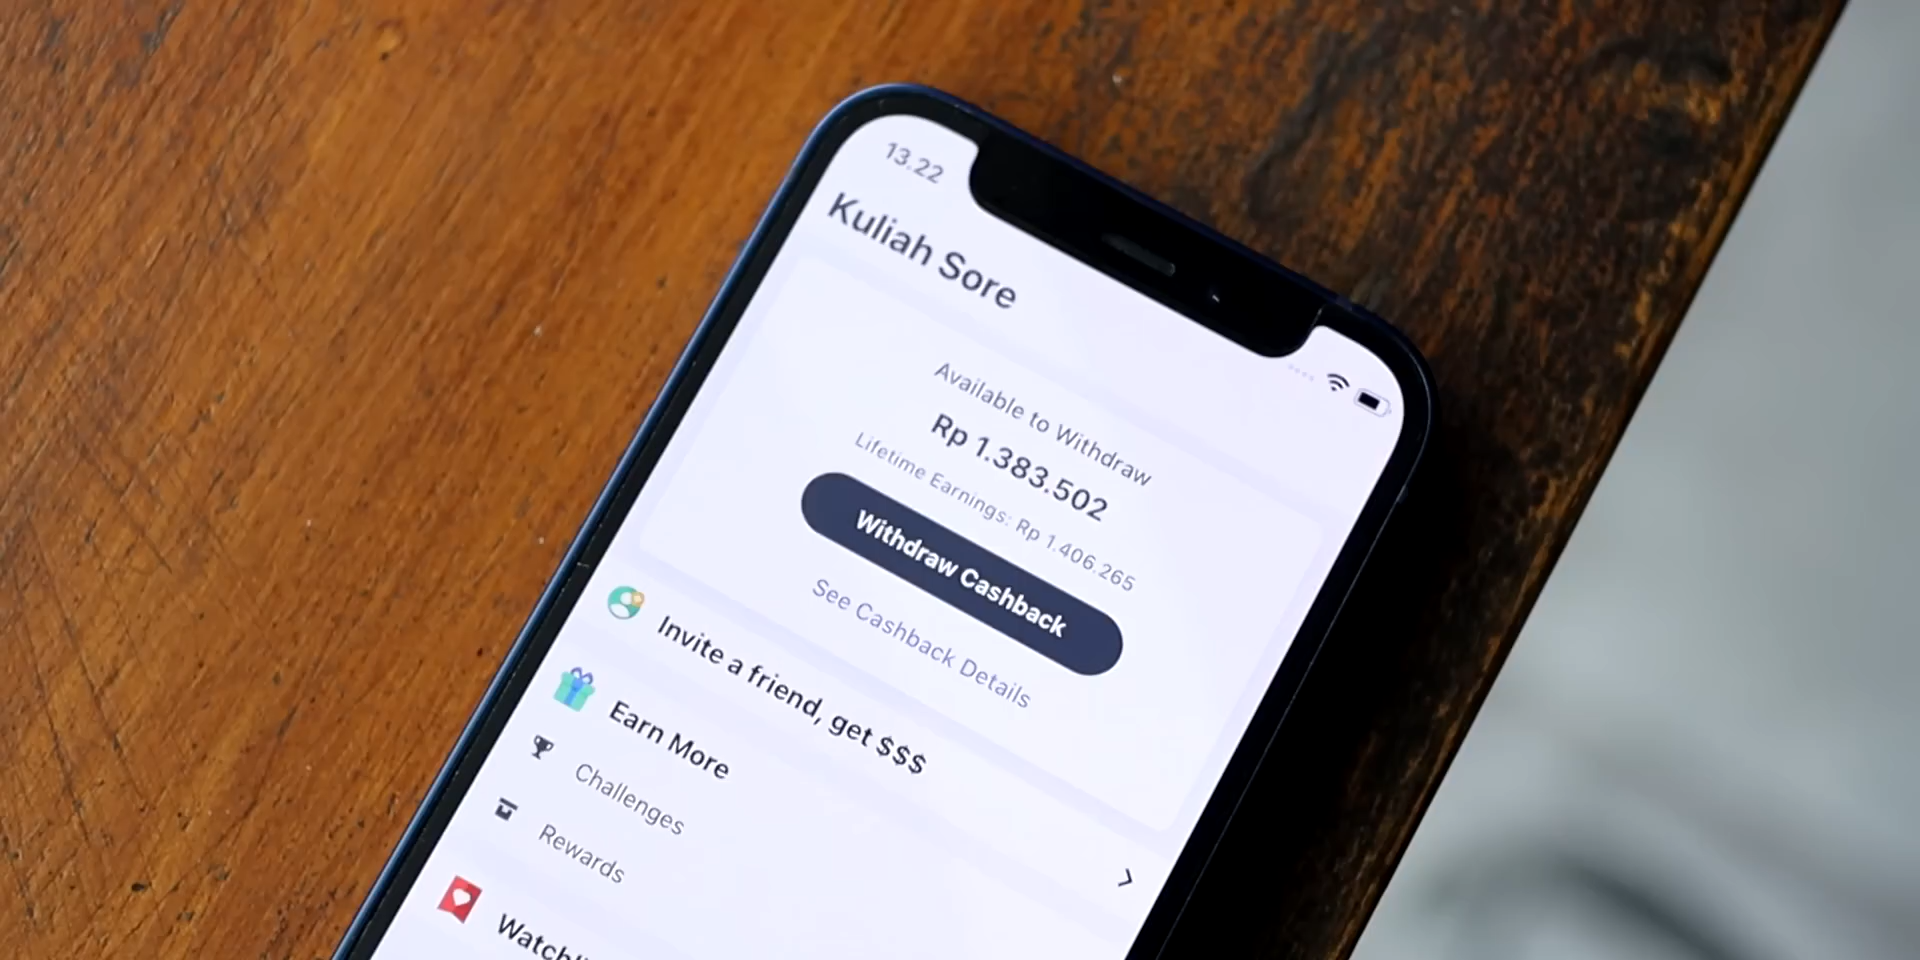 13.22
Kuliah Sore
Available to Withdraw
Rp 1.383.502
Lifetime Earnings: Rp 1.406.265
Withdraw Cashback
See Cashback Details
Invite a friend, get $$$
Earn More
Challenges
Rewards